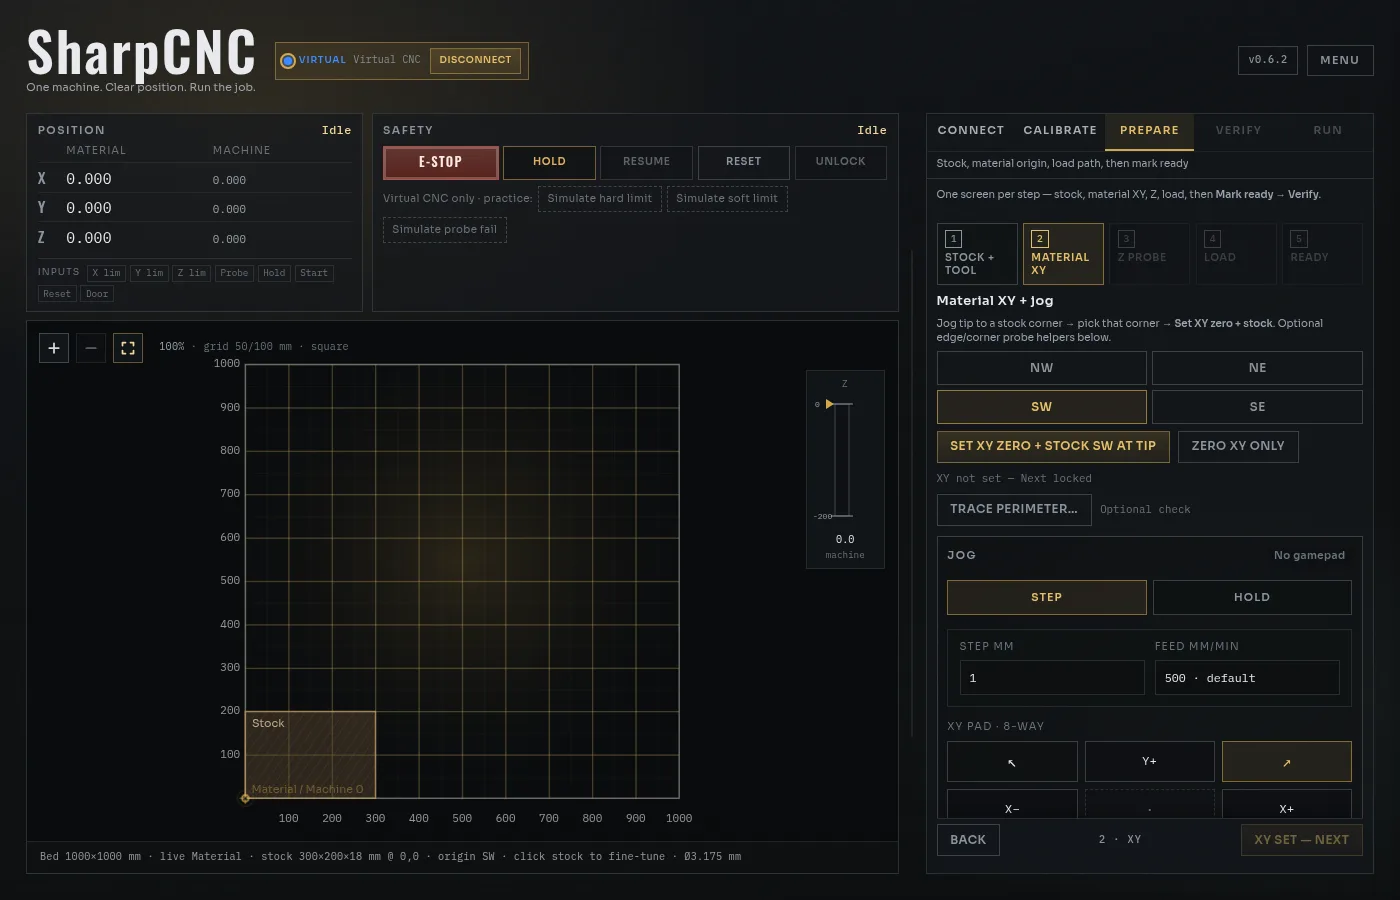 SharpCNC
One machine. Clear position. Run the job.
VIRTUAL Virtual CNC DISCONNECT
v0.6.2 MENU
POSITION Idle
MATERIAL MACHINE
X 0.000 0.000
Y 0.000 0.000
Z 0.000 0.000
INPUTS X lim Y lim Z lim Probe Hold Start
Reset Door
SAFETY Idle
E-STOP HOLD RESUME RESET UNLOCK
Virtual CNC only · practice: Simulate hard limit Simulate soft limit
Simulate probe fail
+ − 100% · grid 50/100 mm · square
1000
900
800
700
600
500
400
300
200
100
Stock
Material / Machine 0
100 200 300 400 500 600 700 800 900 1000
Z
0
-200
0.0
machine
Bed 1000×1000 mm · live Material · stock 300×200×18 mm @ 0,0 · origin SW · click stock to fine-tune · Ø3.175 mm
CONNECT CALIBRATE PREPARE VERIFY RUN
Stock, material origin, load path, then mark ready
One screen per step — stock, material XY, Z, load, then Mark ready → Verify.
1 STOCK + TOOL
2 MATERIAL XY
3 Z PROBE
4 LOAD
5 READY
Material XY + jog
Jog tip to a stock corner → pick that corner → Set XY zero + stock. Optional
edge/corner probe helpers below.
NW NE
SW SE
SET XY ZERO + STOCK SW AT TIP ZERO XY ONLY
XY not set — Next locked
TRACE PERIMETER... Optional check
JOG No gamepad
STEP HOLD
STEP MM FEED MM/MIN
1 500 · default
XY PAD · 8-WAY
↖ Y+ ↗
X− · X+
BACK 2 · XY XY SET — NEXT